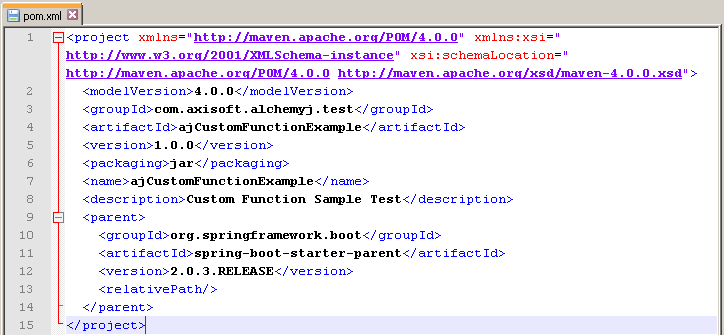 pom.xml
1 <project xmlns="http://maven.apache.org/POM/4.0.0" xmlns:xsi="
http://www.w3.org/2001/XMLSchema-instance" xsi:schemaLocation="
http://maven.apache.org/POM/4.0.0 http://maven.apache.org/xsd/maven-4.0.0.xsd">
2 <modelVersion>4.0.0</modelVersion>
3 <groupId>com.axisoft.alchemyj.test</groupId>
4 <artifactId>ajCustomFunctionExample</artifactId>
5 <version>1.0.0</version>
6 <packaging>jar</packaging>
7 <name>ajCustomFunctionExample</name>
8 <description>Custom Function Sample Test</description>
9 <parent>
10 <groupId>org.springframework.boot</groupId>
11 <artifactId>spring-boot-starter-parent</artifactId>
12 <version>2.0.3.RELEASE</version>
13 <relativePath/>
14 </parent>
15 </project>